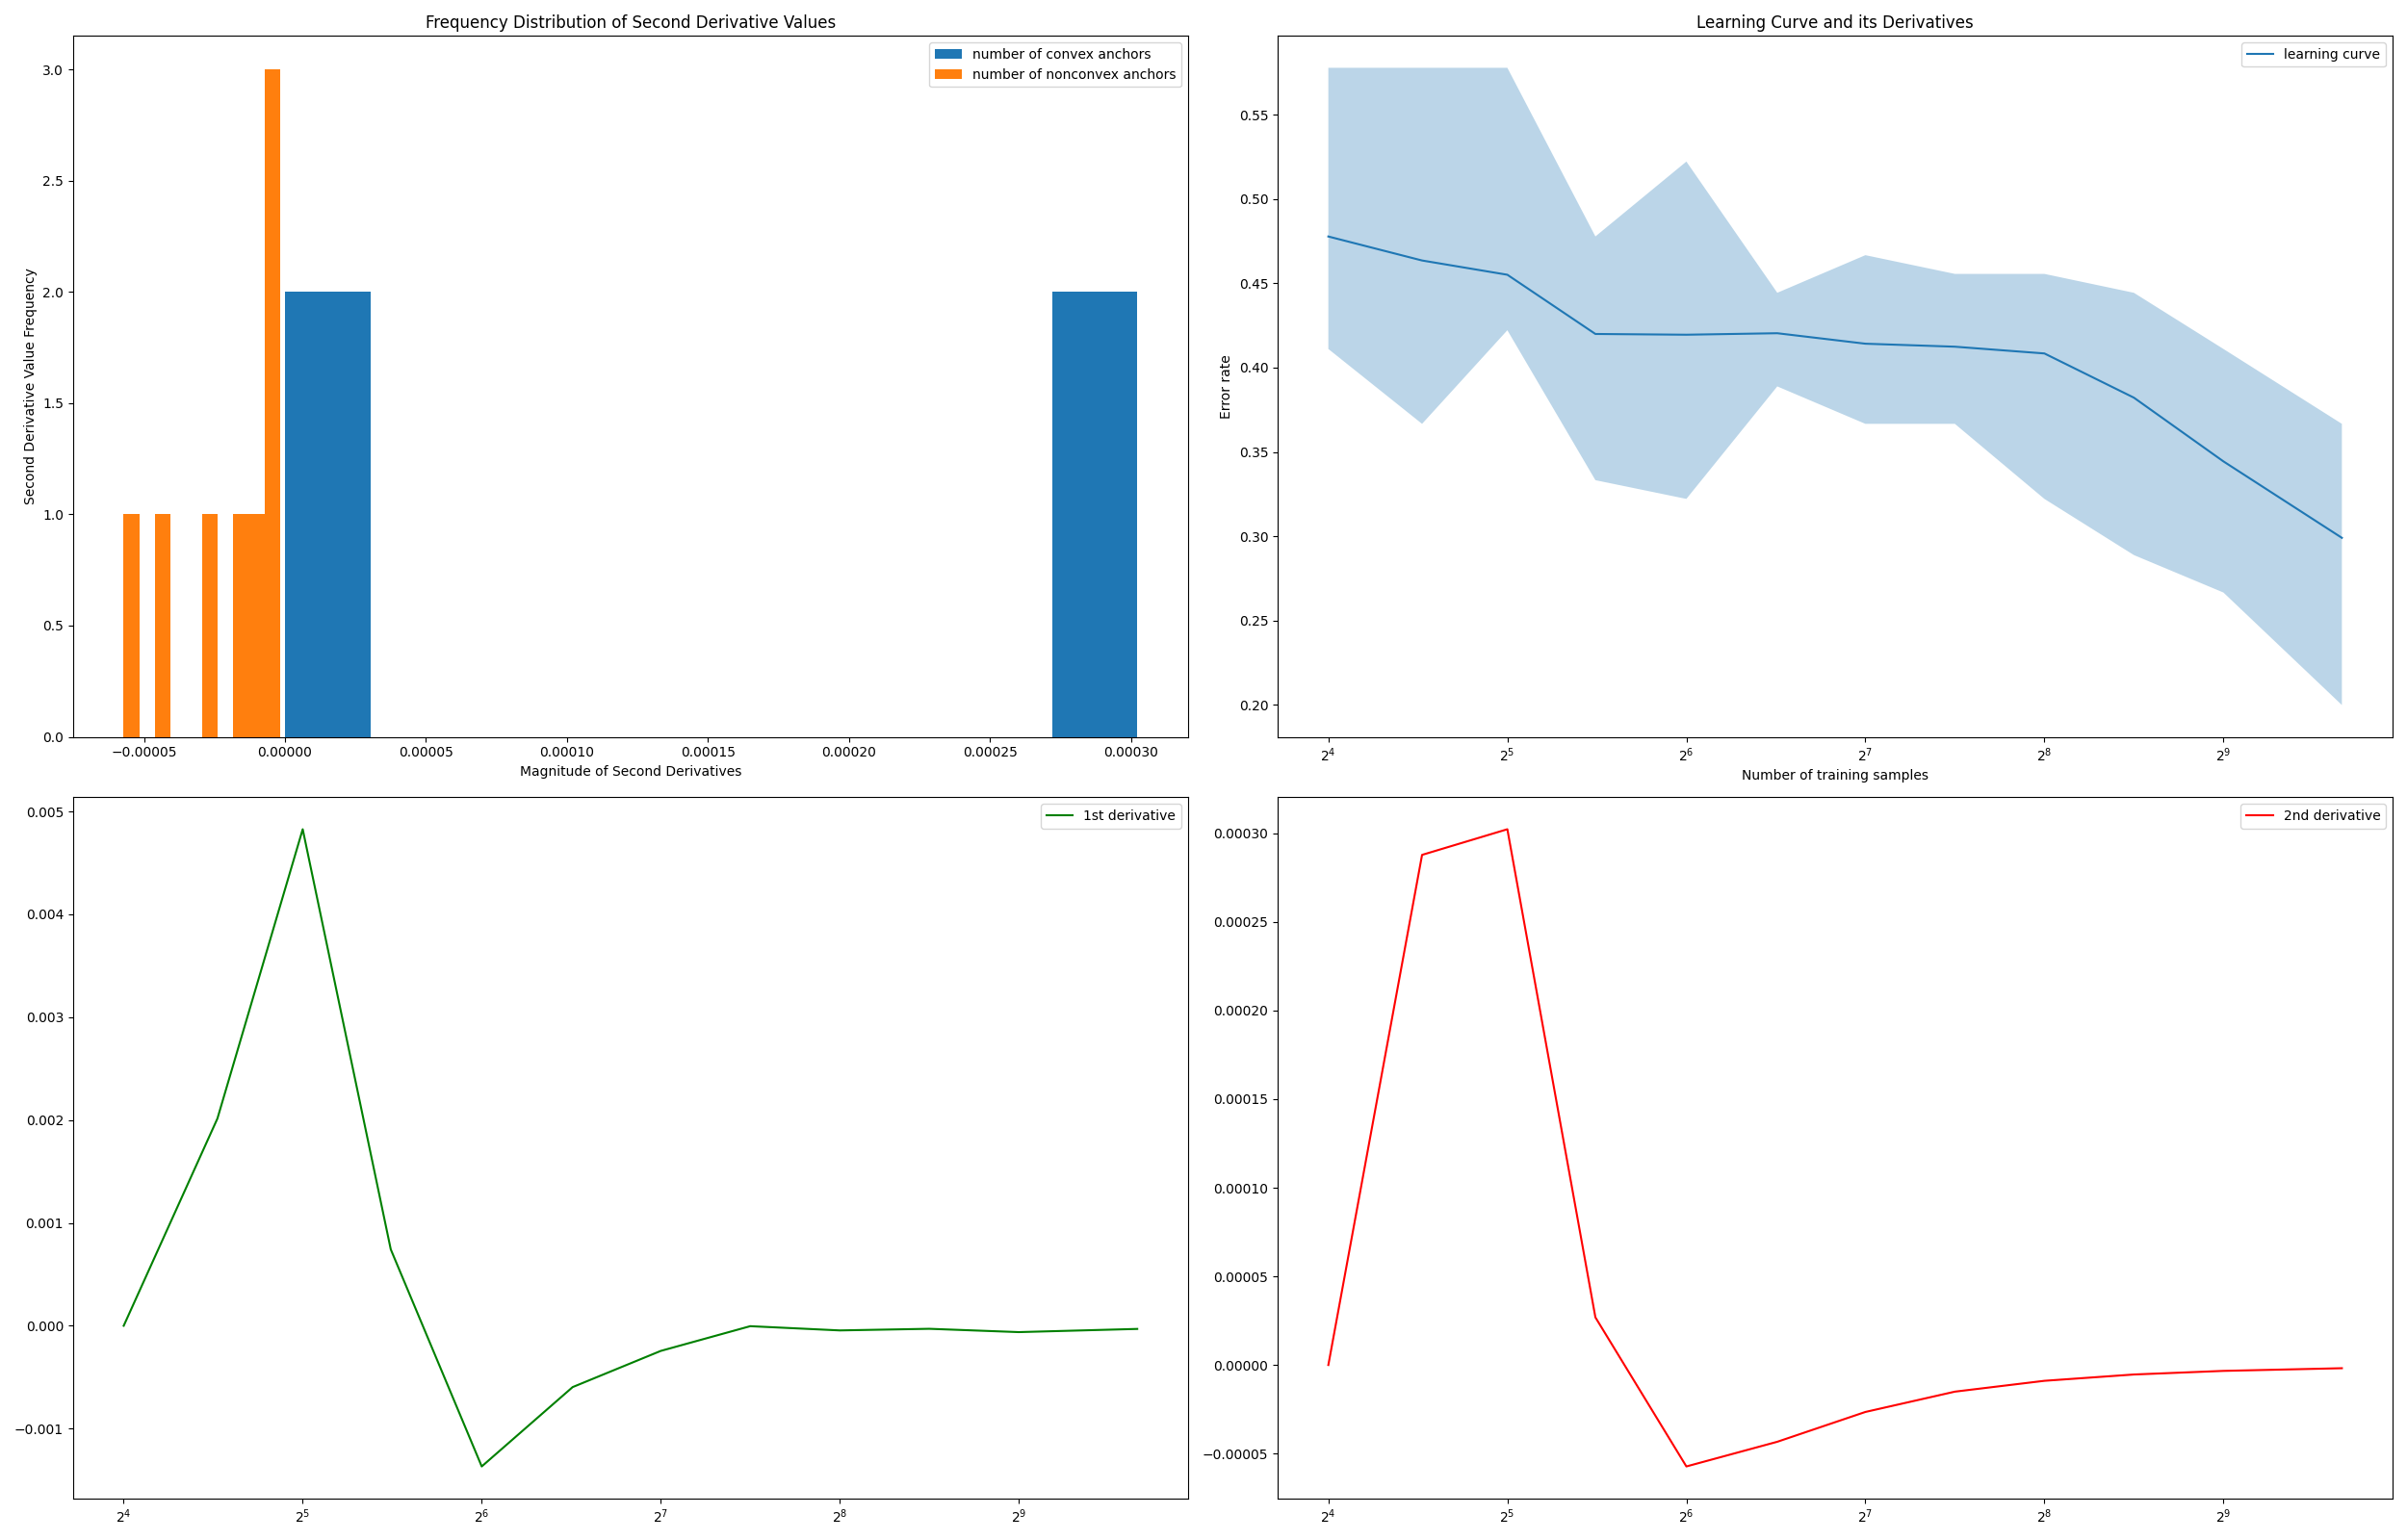 Frequency Distribution of Second Derivative Values
number of convex anchors
number of nonconvex anchors
Second Derivative Value Frequency
3.0
2.5
2.0
1.5
1.0
0.5
0.0
−0.00005 0.00000 0.00005 0.00010 0.00015 0.00020 0.00025 0.00030
Magnitude of Second Derivatives
Learning Curve and its Derivatives
learning curve
Error rate
0.55
0.50
0.45
0.40
0.35
0.30
0.25
0.20
2⁴ 2⁵ 2⁶ 2⁷ 2⁸ 2⁹
Number of training samples
1st derivative
0.005
0.004
0.003
0.002
0.001
0.000
−0.001
2⁴ 2⁵ 2⁶ 2⁷ 2⁸ 2⁹
2nd derivative
0.00030
0.00025
0.00020
0.00015
0.00010
0.00005
0.00000
−0.00005
2⁴ 2⁵ 2⁶ 2⁷ 2⁸ 2⁹